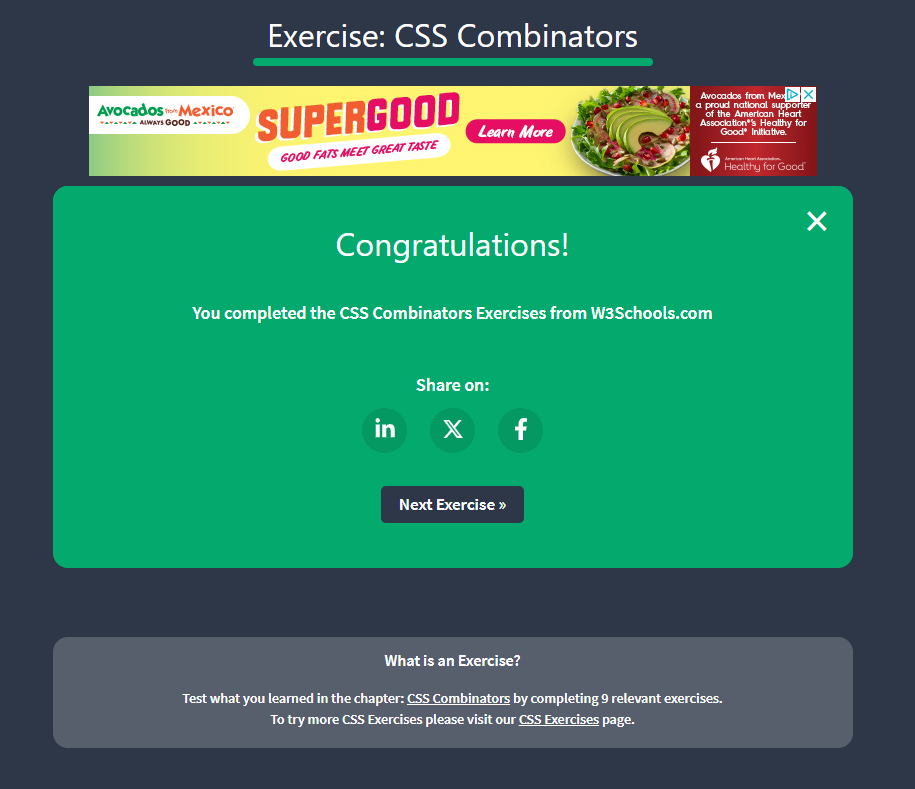 Exercise: CSS Combinators
Avocados from Mexico
ALWAYS GOOD
SUPERGOOD
GOOD FATS MEET GREAT TASTE
Learn More
Avocados from
a proud national supporter
of the American Heart
Association®'s Healthy for
Good® Initiative.
American Heart Association.
Healthy for Good™
Congratulations!
You completed the CSS Combinators Exercises from W3Schools.com
Share on:
Next Exercise »
What is an Exercise?
Test what you learned in the chapter: CSS Combinators by completing 9 relevant exercises.
To try more CSS Exercises please visit our CSS Exercises page.